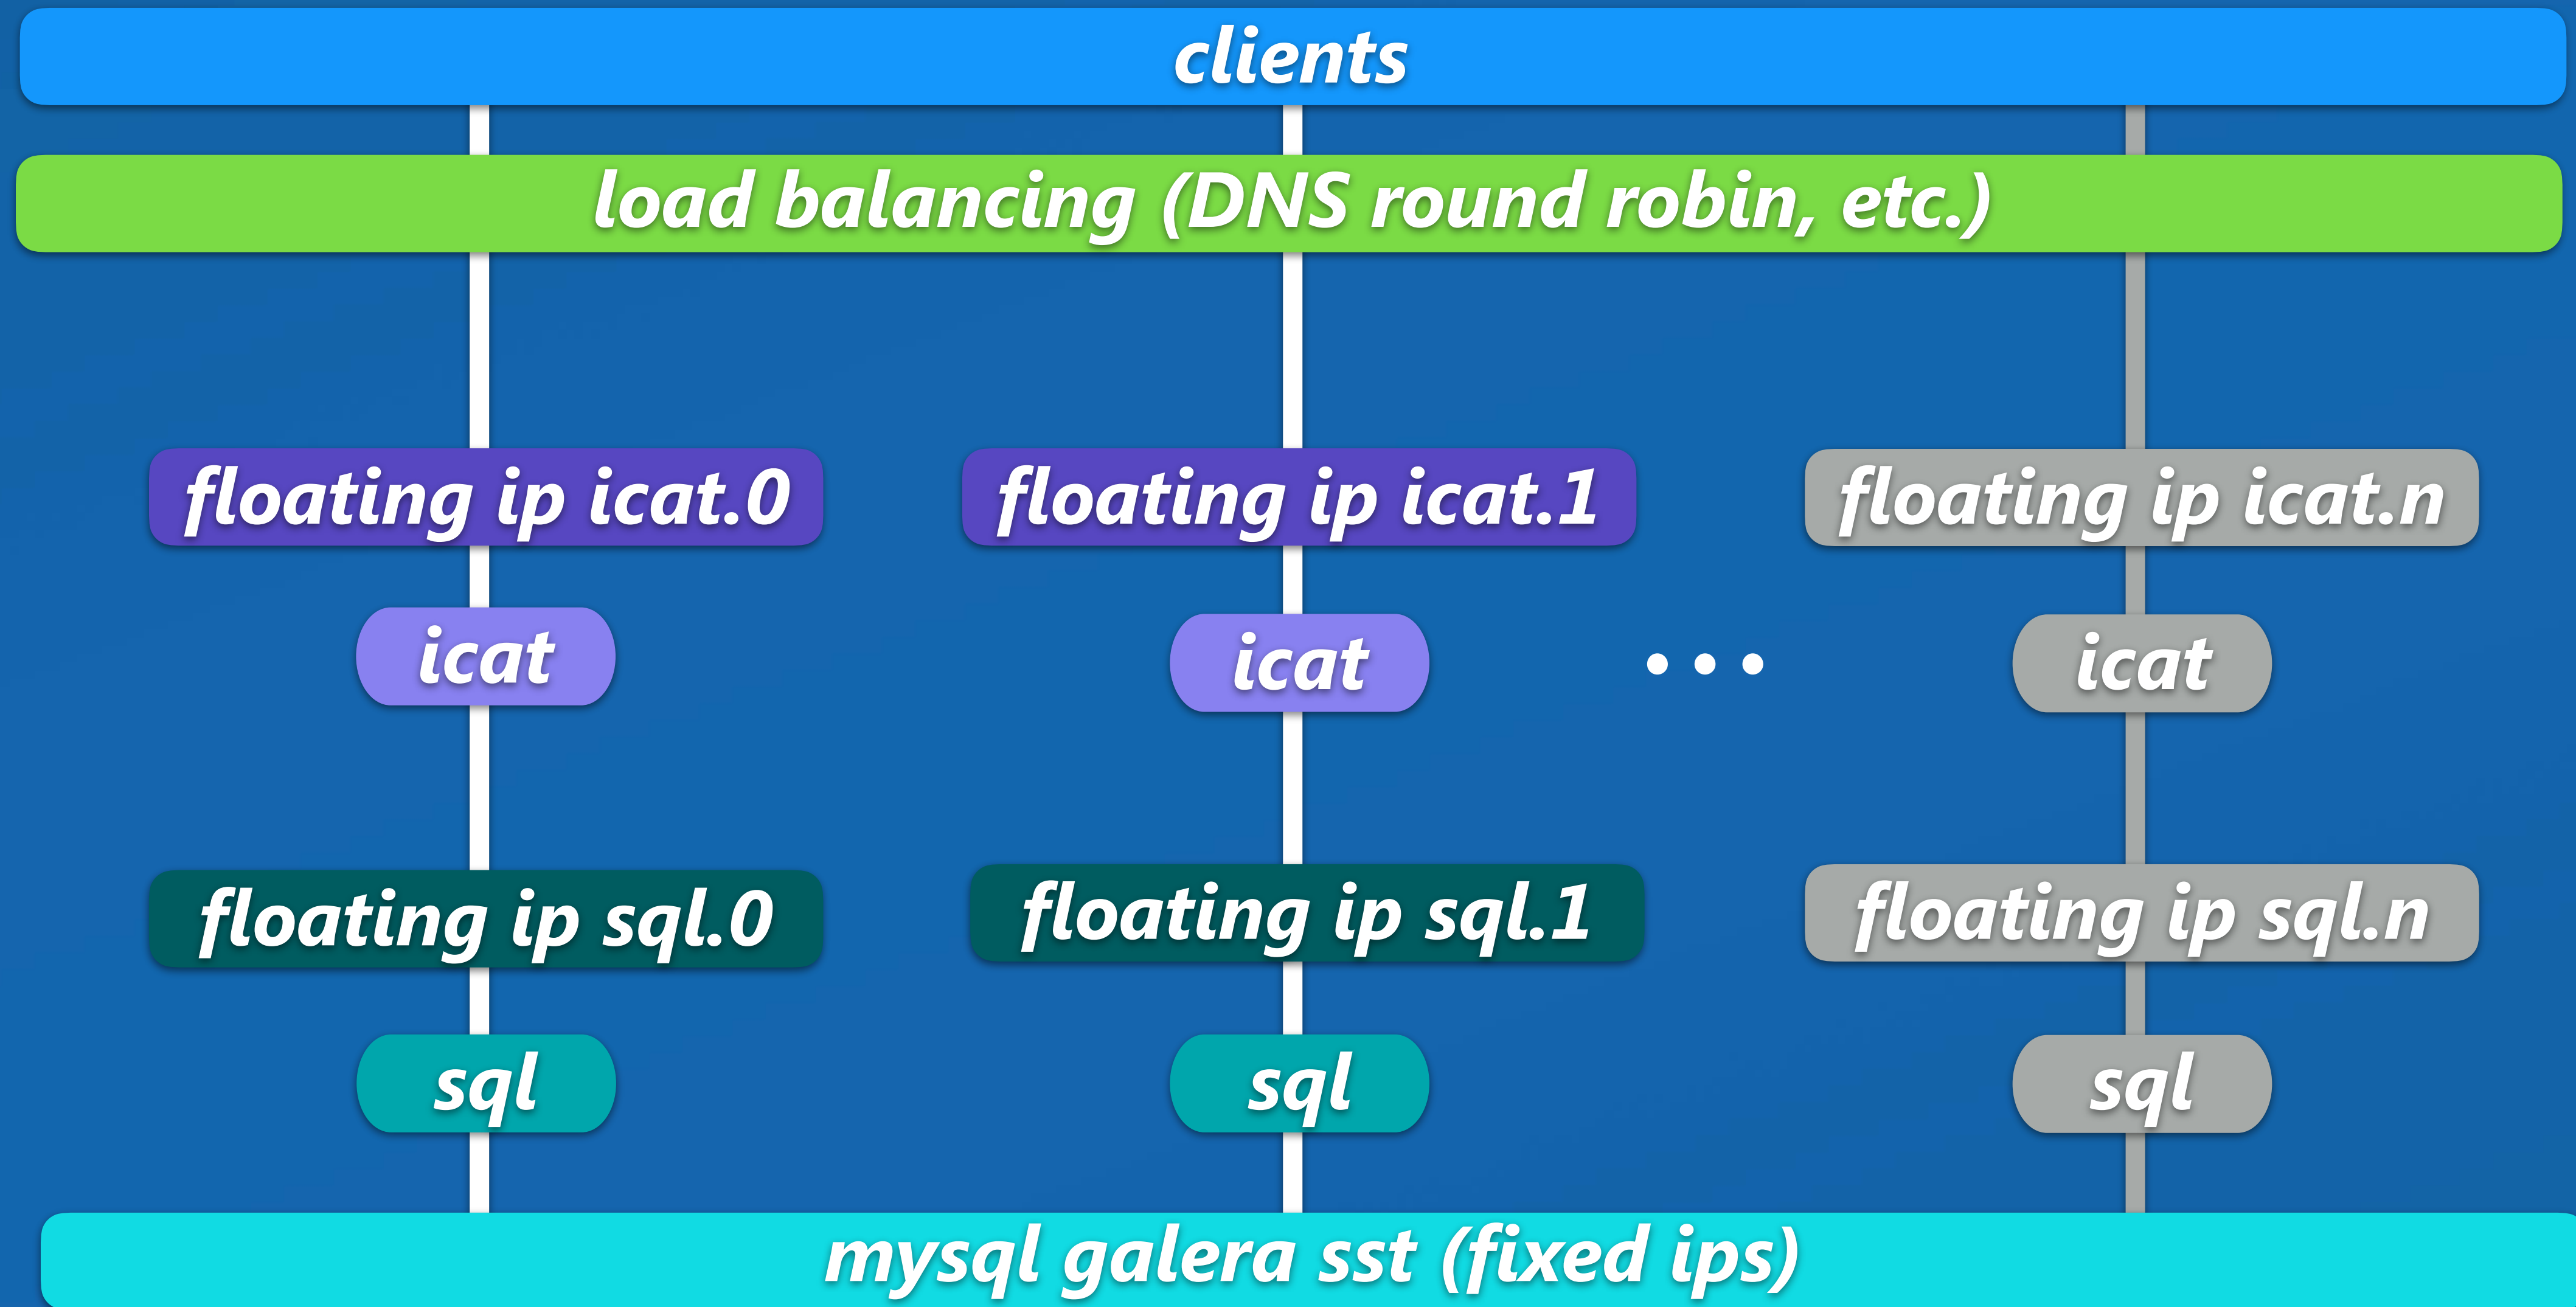 clients
load balancing (DNS round robin, etc.)
floating ip icat.0
floating ip icat.1
floating ip icat.n
icat
icat
...
icat
floating ip sql.0
floating ip sql.1
floating ip sql.n
sql
sql
sql
mysql galera sst (fixed ips)